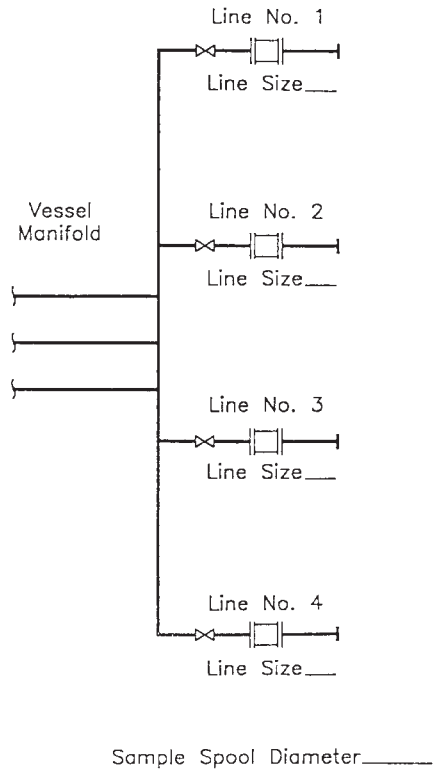 Line No. 1
Line Size___
Vessel
Manifold
Line No. 2
Line Size___
Line No. 3
Line Size___
Line No. 4
Line Size___
Sample Spool Diameter______